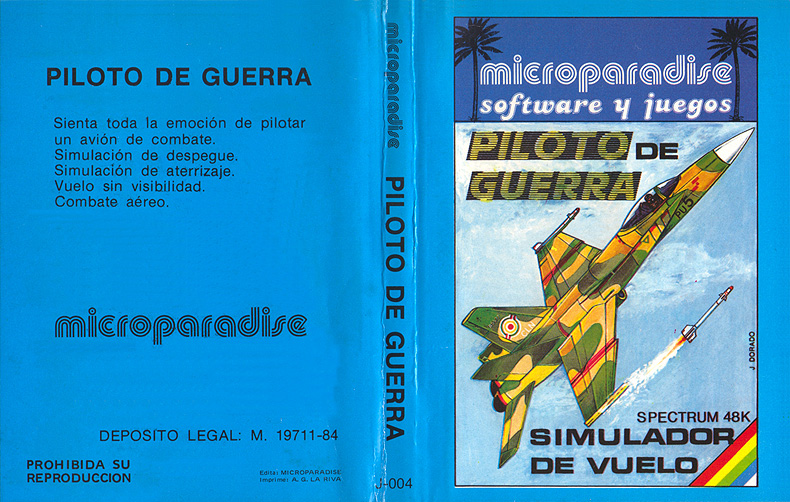 PILOTO DE GUERRA
Sienta toda la emoción de pilotar
un avión de combate.
Simulación de despegue.
Simulación de aterrizaje.
Vuelo sin visibilidad.
Combate aéreo.
microparadise
DEPOSITO LEGAL: M. 19711-84
PROHIBIDA SU
REPRODUCCION
Edita: MICROPARADISE
Imprime: A. G. LA RIVA
microparadise PILOTO DE GUERRA
J-004
microparadise
software y juegos
PILOTO DE
GUERRA
PU5
J. DORADO
SPECTRUM 48K
SIMULADOR
DE VUELO